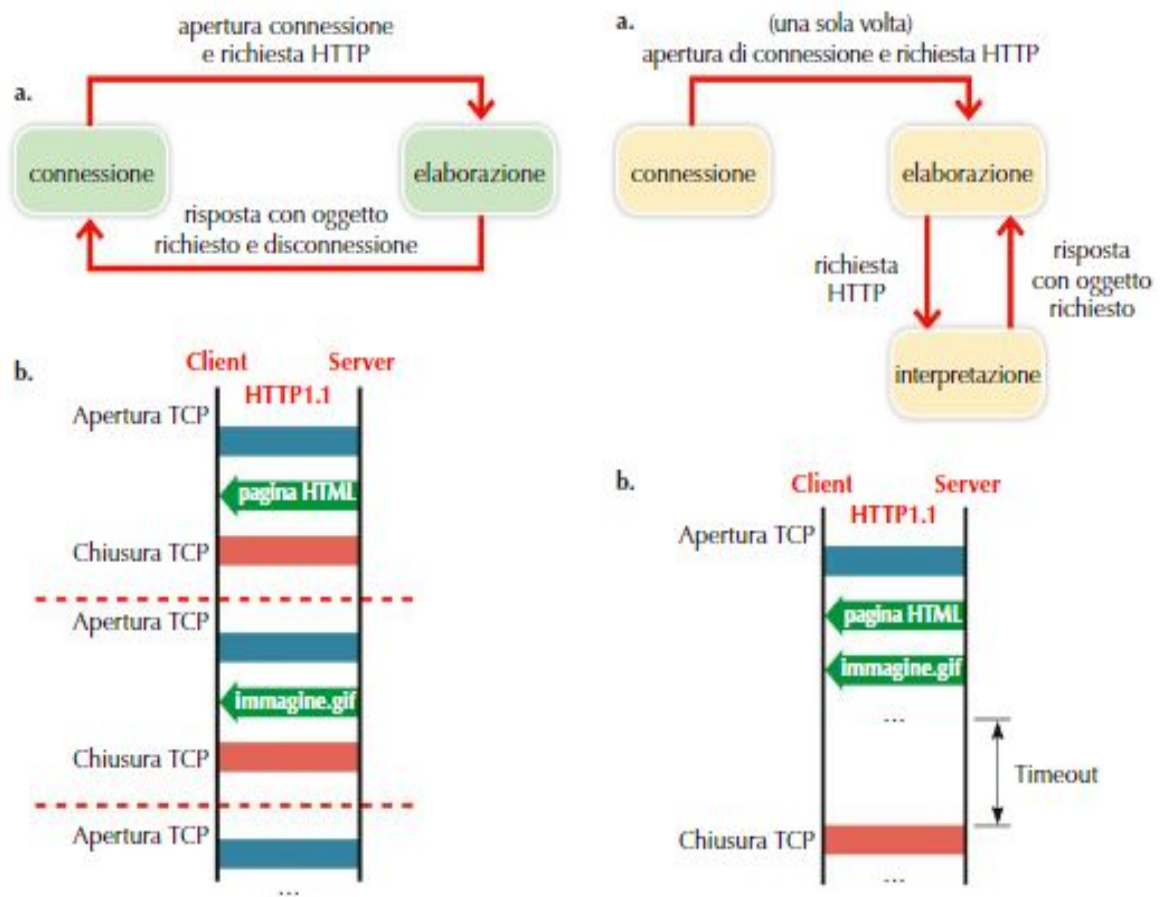 apertura connessione
e richiesta HTTP
a.
connessione
elaborazione
risposta con oggetto
richiesto e disconnessione
b.
Client
Server
HTTP1.1
Apertura TCP
pagina HTML
Chiusura TCP
Apertura TCP
immagine.gif
Chiusura TCP
Apertura TCP
...
a.
(una sola volta)
apertura di connessione e richiesta HTTP
connessione
elaborazione
richiesta
HTTP
risposta
con oggetto
richiesto
interpretazione
b.
Client
Server
HTTP1.1
Apertura TCP
pagina HTML
immagine.gif
...
Timeout
Chiusura TCP
...